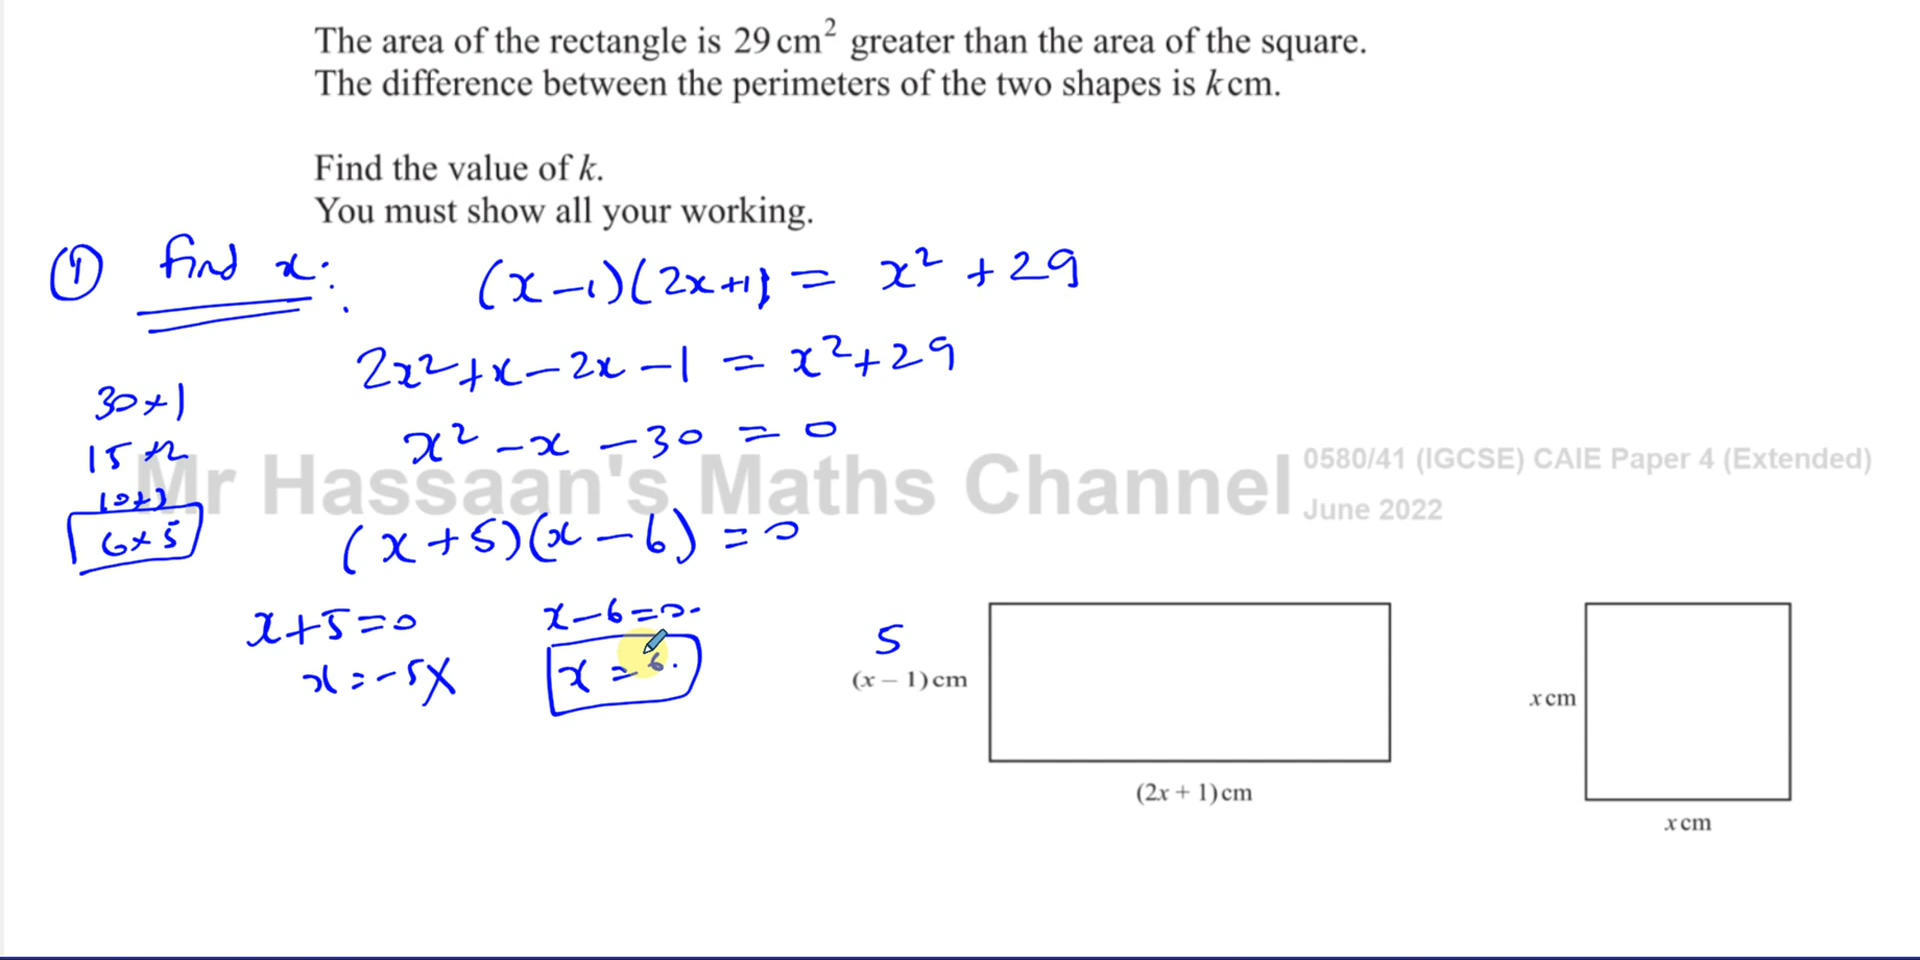 The area of the rectangle is 29 cm² greater than the area of the square.
The difference between the perimeters of the two shapes is k cm.
Find the value of k.
You must show all your working.
① find x:
(x-1)(2x+1) = x² + 29
2x²+x-2x-1 = x²+29
x² - x - 30 = 0
(x+5)(x-6) = 0
30×1
15×2
10×3
6×5
x+5=0
x=-5X
x-6=0.
x = 6.
Mr Hassaan's Maths Channel
0580/41 (IGCSE) CAIE Paper 4 (Extended)
June 2022
5
(x – 1) cm
(2x + 1) cm
x cm
x cm